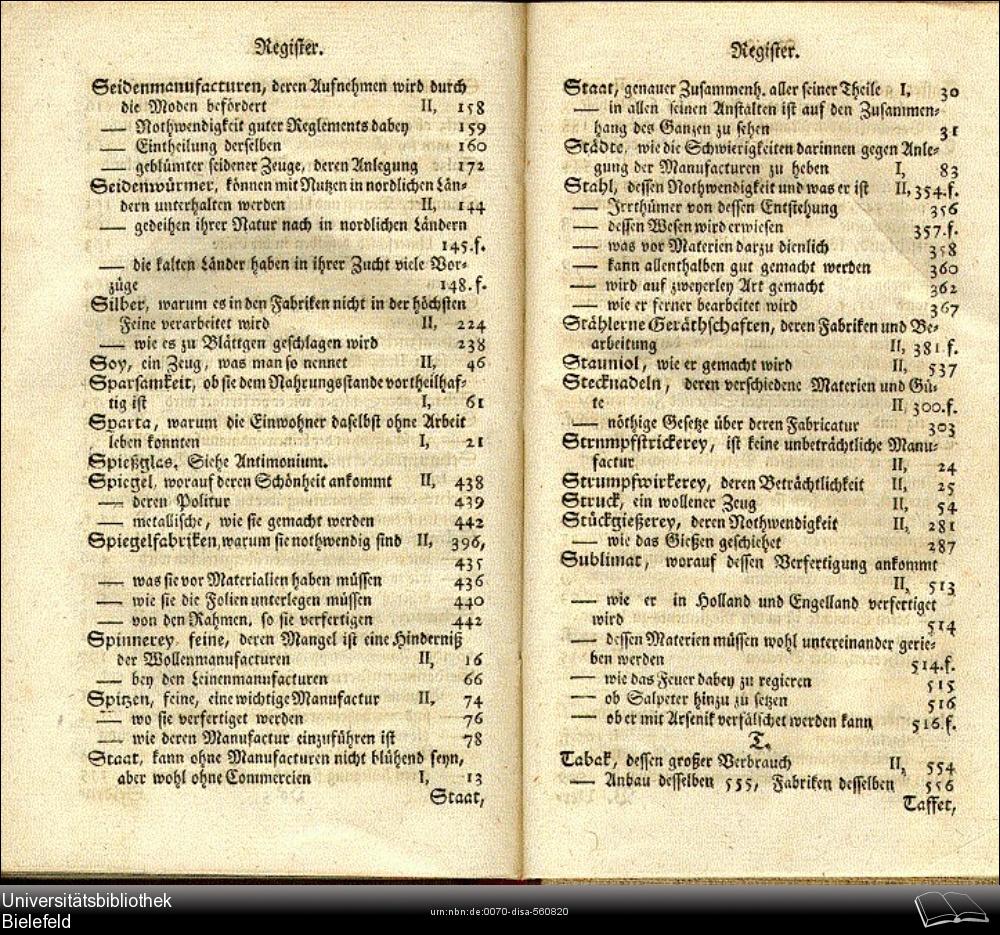 Register.
Seidenmanufacturen, deren Aufnehmen wird durch
die Moden befördert II, 158
— Nothwendigkeit guter Reglements dabey 159
— Eintheilung derselben 160
— geblümter seidener Zeuge, deren Anlegung 172
Seidenwürmer, können mit Nutzen in nordlichen Län-
dern unterhalten werden II, 144
— gedeihen ihrer Natur nach in nordlichen Ländern
145.f.
— die kalten Länder haben in ihrer Zucht viele Vor-
züge 148.f.
Silber, warum es in den Fabriken nicht in der höchsten
Feine verarbeitet wird II, 224
— wie es zu Blättgen geschlagen wird 238
Soy, ein Zeug, was man so nennet II, 46
Sparsamkeit, ob sie dem Nahrungsstande vortheilhaf-
tig ist I, 61
Sparta, warum die Einwohner daselbst ohne Arbeit
leben konnten I, 21
Spießglas. Siehe Antimonium.
Spiegel, worauf deren Schönheit ankommt II, 438
— deren Politur 439
— metallische, wie sie gemacht werden 442
Spiegelfabriken, warum sie nothwendig sind II, 396,
435
— was sie vor Materialien haben müssen 436
— wie sie die Folien unterlegen müssen 440
— von den Rahmen, so sie verfertigen 442
Spinnerey feine, deren Mangel ist eine Hinderniß
der Wollenmanufacturen II, 16
— bey den Leinenmanufacturen 66
Spitzen, feine, eine wichtige Manufactur II, 74
— wo sie verfertiget werden 76
— wie deren Manufactur einzuführen ist 78
Staat, kann ohne Manufacturen nicht blühend seyn,
aber wohl ohne Commercien I, 13
Staat,
Register.
Staat, genauer Zusammenh. aller seiner Theile I, 30
— in allen seinen Anstalten ist auf den Zusammen-
hang des Ganzen zu sehen 31
Städte, wie die Schwierigkeiten darinnen gegen Anle-
gung der Manufacturen zu heben I, 83
Stahl, dessen Nothwendigkeit und was er ist II, 354.f.
— Irrthümer von dessen Entstehung 356
— dessen Wesen wird erwiesen 357.f.
— was vor Materien darzu dienlich 358
— kann allenthalben gut gemacht werden 360
— wird auf zweyerley Art gemacht 362
— wie er ferner bearbeitet wird 367
Stählerne Geräthschaften, deren Fabriken und Be-
arbeitung II, 381.f.
Stauniol, wie er gemacht wird II, 537
Stecknadeln, deren verschiedene Materien und Gü-
te II, 300.f.
— nöthige Gesetze über deren Fabricatur 303
Strumpfstrickerey, ist keine unbeträchtliche Manu-
factur II, 24
Strumpfwirkerey, deren Beträchtlichkeit II, 25
Struck, ein wollener Zeug II, 54
Stückgießerey, deren Nothwendigkeit II, 281
— wie das Gießen geschiehet 287
Sublimat, worauf dessen Verfertigung ankommt
II, 513
— wie er in Holland und Engelland verfertiget
wird 514
— dessen Materien müssen wohl untereinander gerie-
ben werden 514.f.
— wie das Feuer dabey zu regieren 515
— ob Salpeter hinzu zu setzen 516
— ob er mit Arsenik verfälschet werden kann 516.f.
T.
Tabak, dessen großer Verbrauch II, 554
— Anbau desselben 555, Fabriken desselben 556
Taffet,
Universitätsbibliothek
Bielefeld
urn:nbn:de:0070-disa-560820